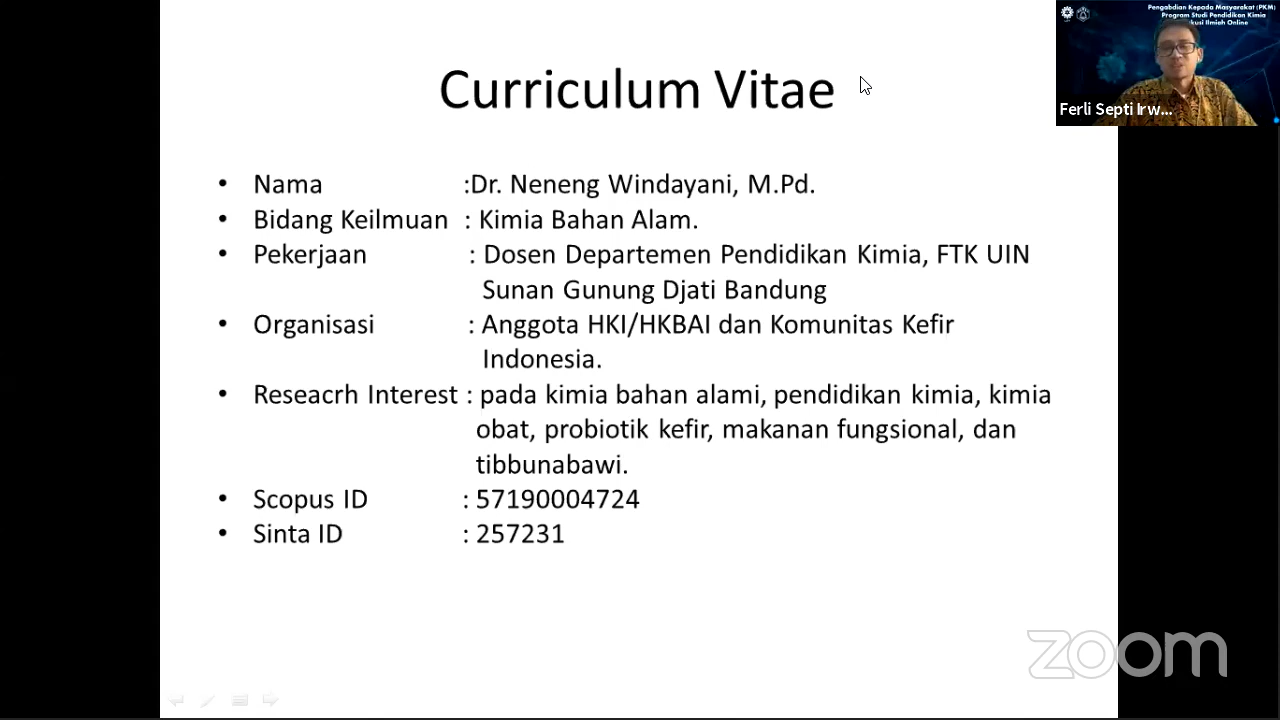 Curriculum Vitae
• Nama :Dr. Neneng Windayani, M.Pd.
• Bidang Keilmuan : Kimia Bahan Alam.
• Pekerjaan : Dosen Departemen Pendidikan Kimia, FTK UIN
Sunan Gunung Djati Bandung
• Organisasi : Anggota HKI/HKBAI dan Komunitas Kefir
Indonesia.
• Reseacrh Interest : pada kimia bahan alami, pendidikan kimia, kimia
obat, probiotik kefir, makanan fungsional, dan
tibbunabawi.
• Scopus ID : 57190004724
• Sinta ID : 257231
Pengabdian Kepada Masyarakat (PKM)
Program Studi Pendidikan Kimia
Ilmiah Online
Ferli Septi Irw...
zoom